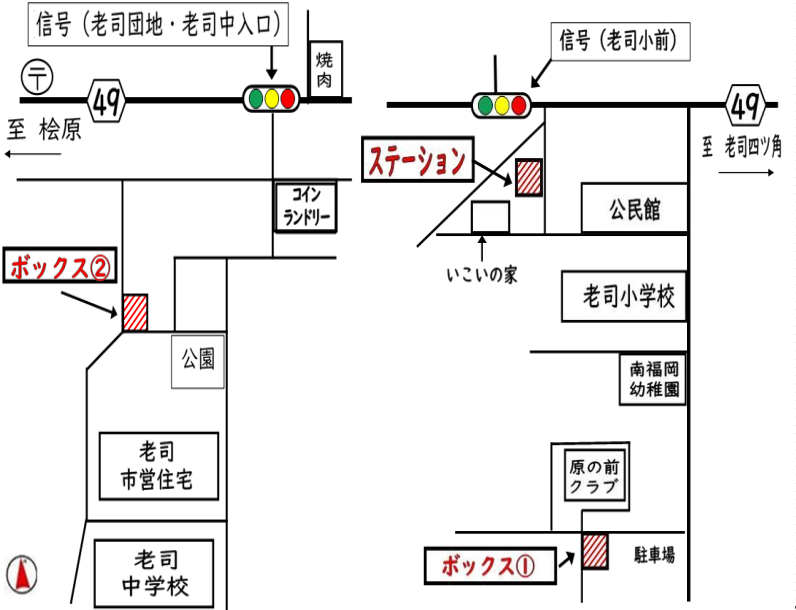 信号（老司団地・老司中入口）
焼
肉
〒
49
至 桧原
コイン
ランドリー
ボックス②
公園
老司
市営住宅
老司
中学校
信号（老司小前）
49
至 老司四ツ角
ステーション
公民館
いこいの家
老司小学校
南福岡
幼稚園
原の前
クラブ
ボックス①
駐車場